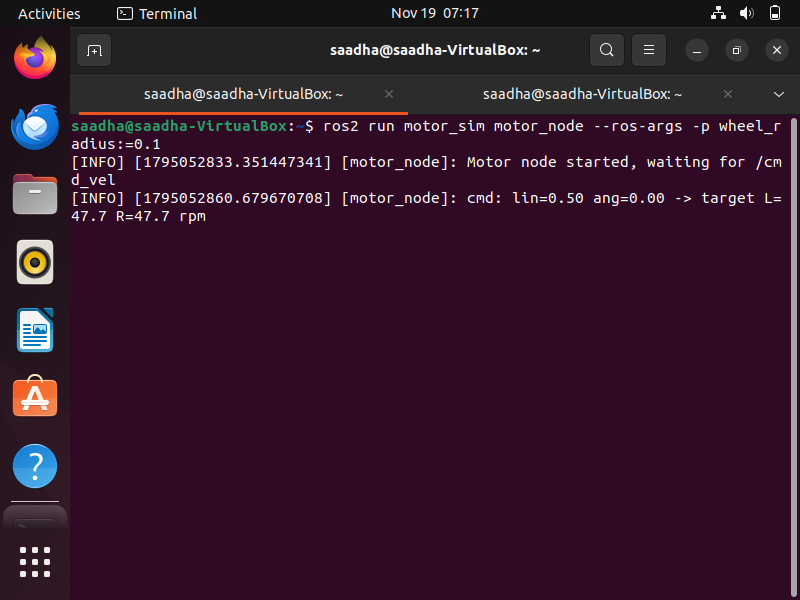 Activities
Terminal
Nov 19 07:17
saadha@saadha-VirtualBox: ~
saadha@saadha-VirtualBox: ~
saadha@saadha-VirtualBox: ~
saadha@saadha-VirtualBox:~$ ros2 run motor_sim motor_node --ros-args -p wheel_r
adius:=0.1
[INFO] [1795052833.351447341] [motor_node]: Motor node started, waiting for /cm
d_vel
[INFO] [1795052860.679670708] [motor_node]: cmd: lin=0.50 ang=0.00 -> target L=
47.7 R=47.7 rpm